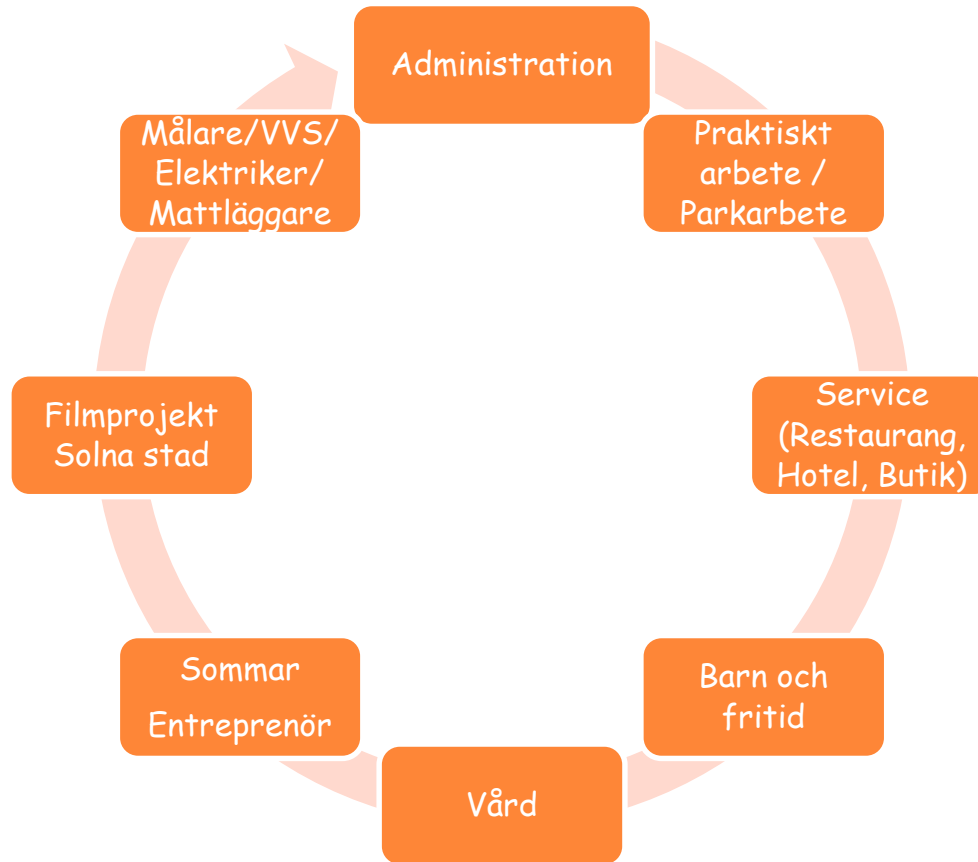 Administration
Praktiskt
arbete /
Parkarbete
Service
(Restaurang,
Hotel, Butik)
Barn och
fritid
Vård
Sommar
Entreprenör
Filmprojekt
Solna stad
Målare/VVS/
Elektriker/
Mattläggare